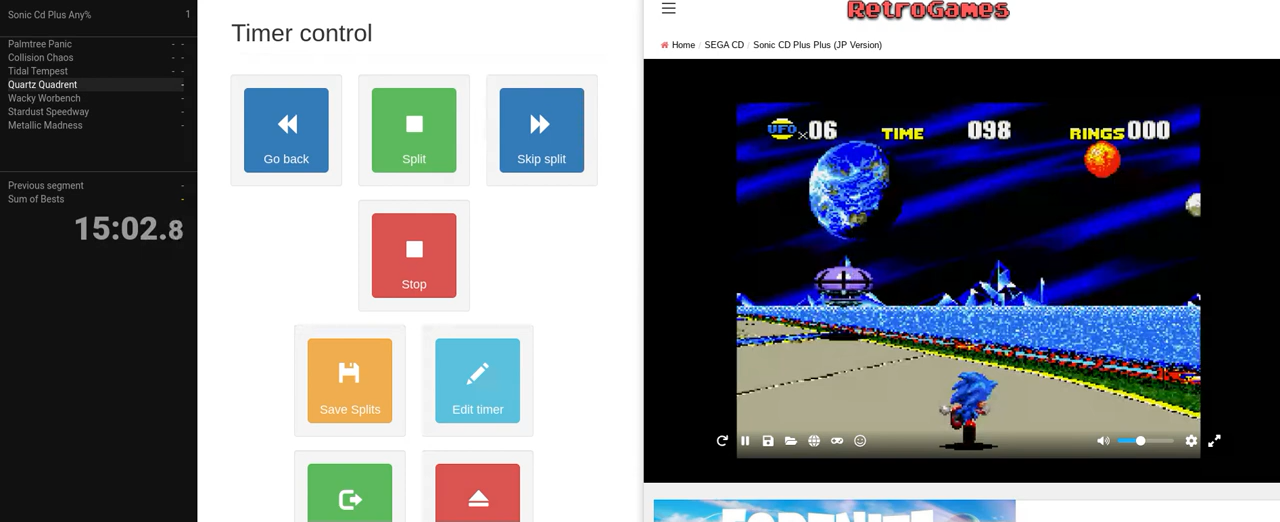 Sonic Cd Plus Any% 1
Palmtree Panic - -
Collision Chaos - -
Tidal Tempest - -
Quartz Quadrent -
Wacky Worbench -
Stardust Speedway -
Metallic Madness -
Previous segment -
Sum of Bests -
15:02.8
Timer control
Go back
Split
Skip split
Stop
Save Splits
Edit timer
RetroGames
Home / SEGA CD / Sonic CD Plus Plus (JP Version)
UFO x06 TIME 098 RINGS 000
FORTNITE